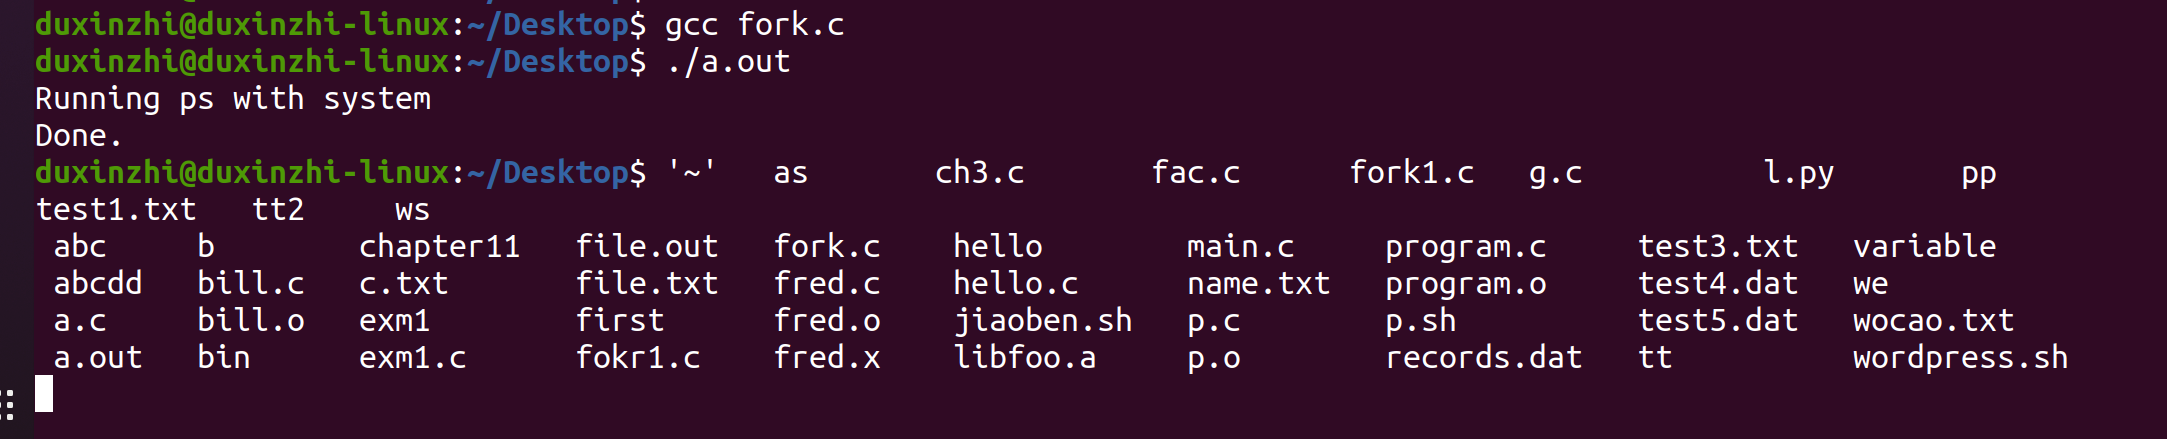 duxinzhi@duxinzhi-linux:~/Desktop$ gcc fork.c
duxinzhi@duxinzhi-linux:~/Desktop$ ./a.out
Running ps with system
Done.
duxinzhi@duxinzhi-linux:~/Desktop$ '~'   as       ch3.c       fac.c      fork1.c   g.c          l.py       pp
test1.txt   tt2     ws
 abc     b        chapter11   file.out   fork.c    hello        main.c     program.c     test3.txt   variable
 abcdd   bill.c   c.txt       file.txt   fred.c    hello.c      name.txt   program.o     test4.dat   we
 a.c     bill.o   exm1        first      fred.o    jiaoben.sh   p.c        p.sh          test5.dat   wocao.txt
 a.out   bin      exm1.c      fokr1.c    fred.x    libfoo.a     p.o        records.dat   tt          wordpress.sh